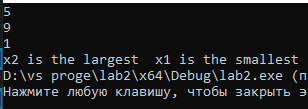 5
9
1
x2 is the largest  x1 is the smallest
D:\vs proge\lab2\x64\Debug\lab2.exe (п
Нажмите любую клавишу, чтобы закрыть э